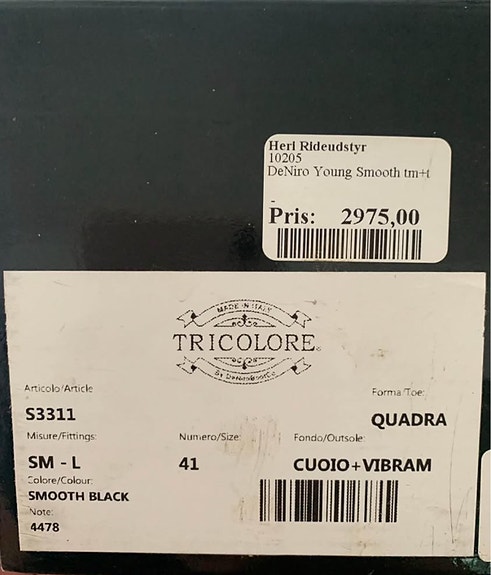 Herl Rideudstyr
10205
DeNiro Young Smooth tm+t
-
Pris: 2975,00
MADE IN ITALY
TRICOLORE
By DeNiroBootCo
Articolo/Article
S3311
Forma/Toe:
QUADRA
Misure/Fittings:
Numero/Size:
Fondo/Outsole:
SM - L
41
CUOIO+VIBRAM
Colore/Colour:
SMOOTH BLACK
Note:
4478